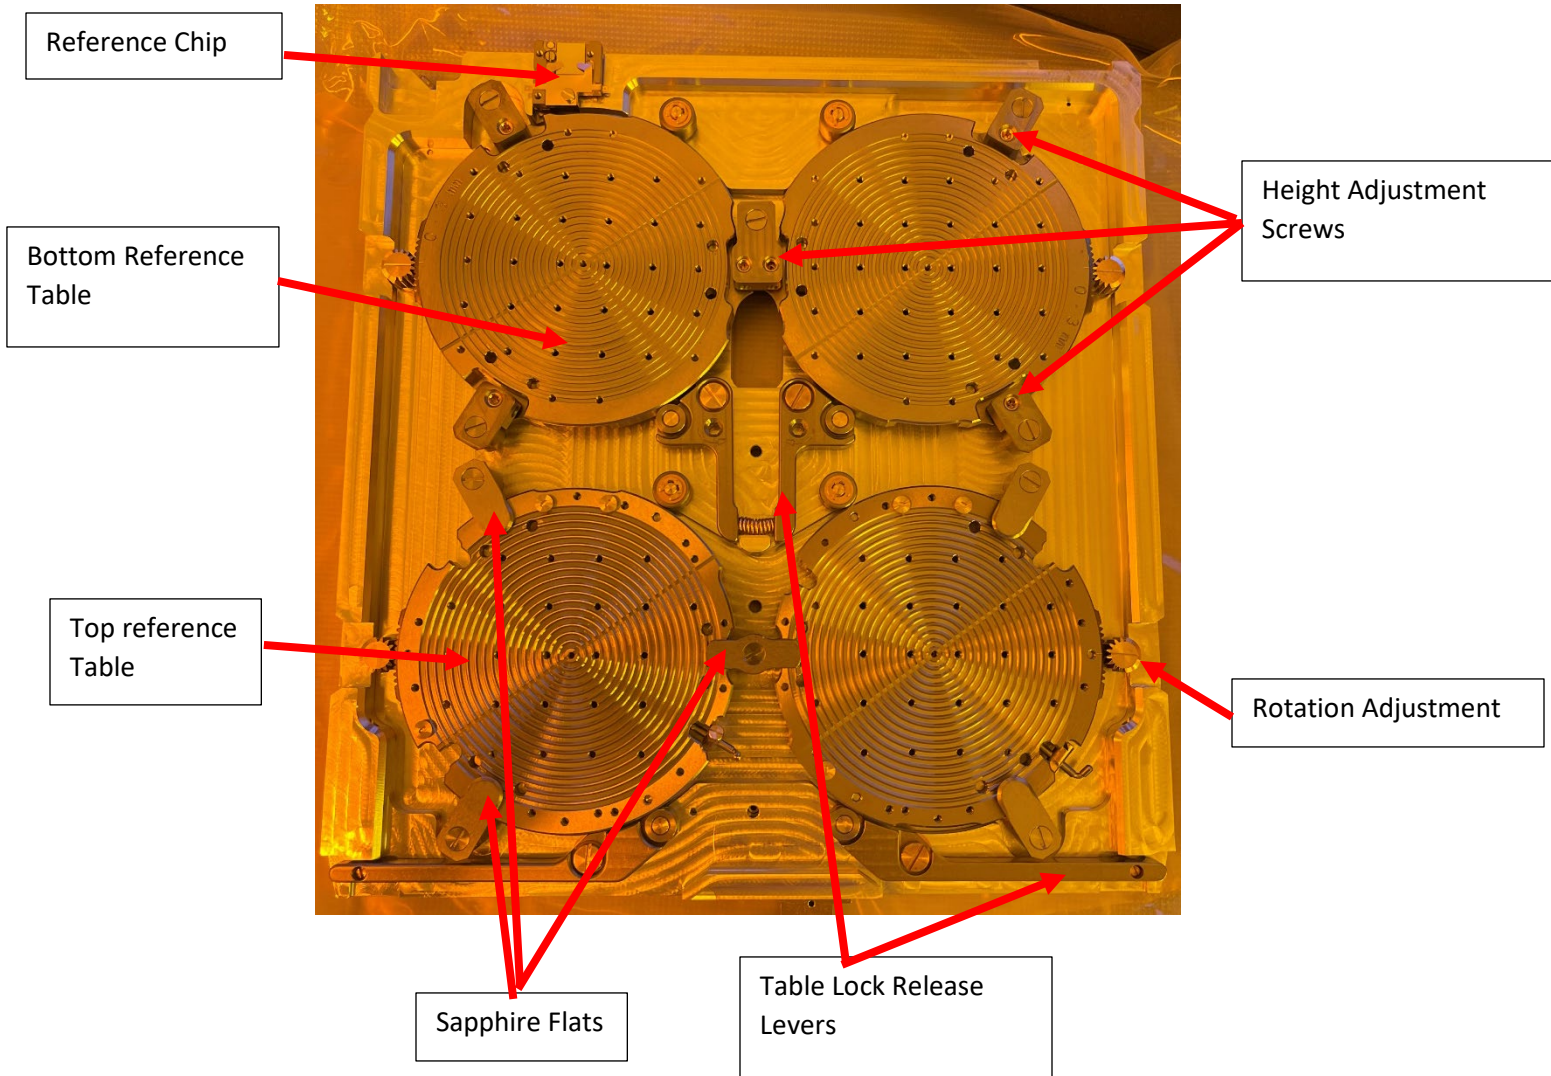 Reference Chip
Height Adjustment
Screws
Bottom Reference
Table
Top reference
Table
Rotation Adjustment
Sapphire Flats
Table Lock Release
Levers